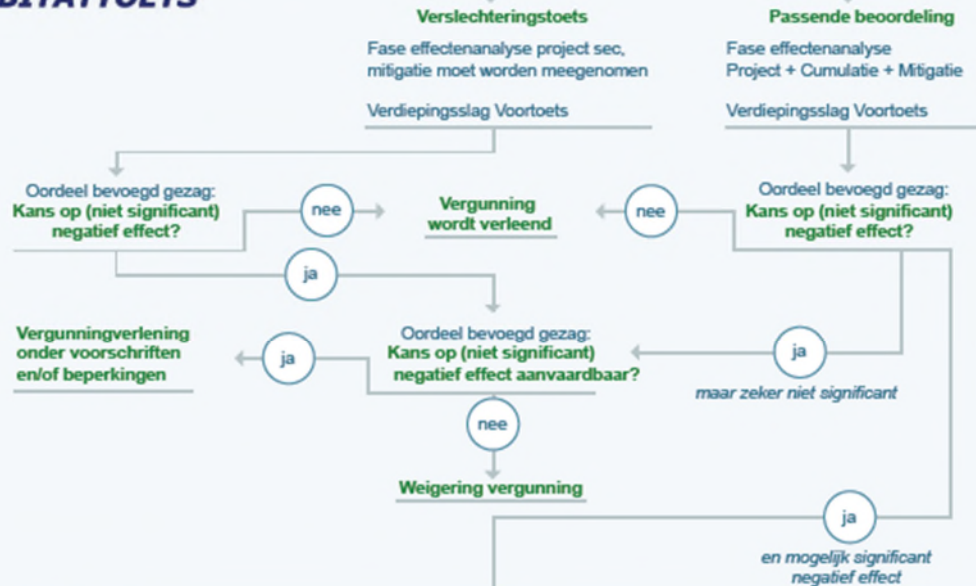 BITATTOETS
Verslechteringstoets
Fase effectenanalyse project sec,
mitigatie moet worden meegenomen
Verdiepingsslag Voortoets
Passende beoordeling
Fase effectenanalyse
Project + Cumulatie + Mitigatie
Verdiepingsslag Voortoets
Oordeel bevoegd gezag:
Kans op (niet significant)
negatief effect?
nee
Vergunning
wordt verleend
nee
Oordeel bevoegd gezag:
Kans op (niet significant)
negatief effect?
ja
Vergunningverlening
onder voorschriften
en/of beperkingen
ja
Oordeel bevoegd gezag:
Kans op (niet significant)
negatief effect aanvaardbaar?
ja
maar zeker niet significant
nee
Weigering vergunning
ja
en mogelijk significant
negatief effect